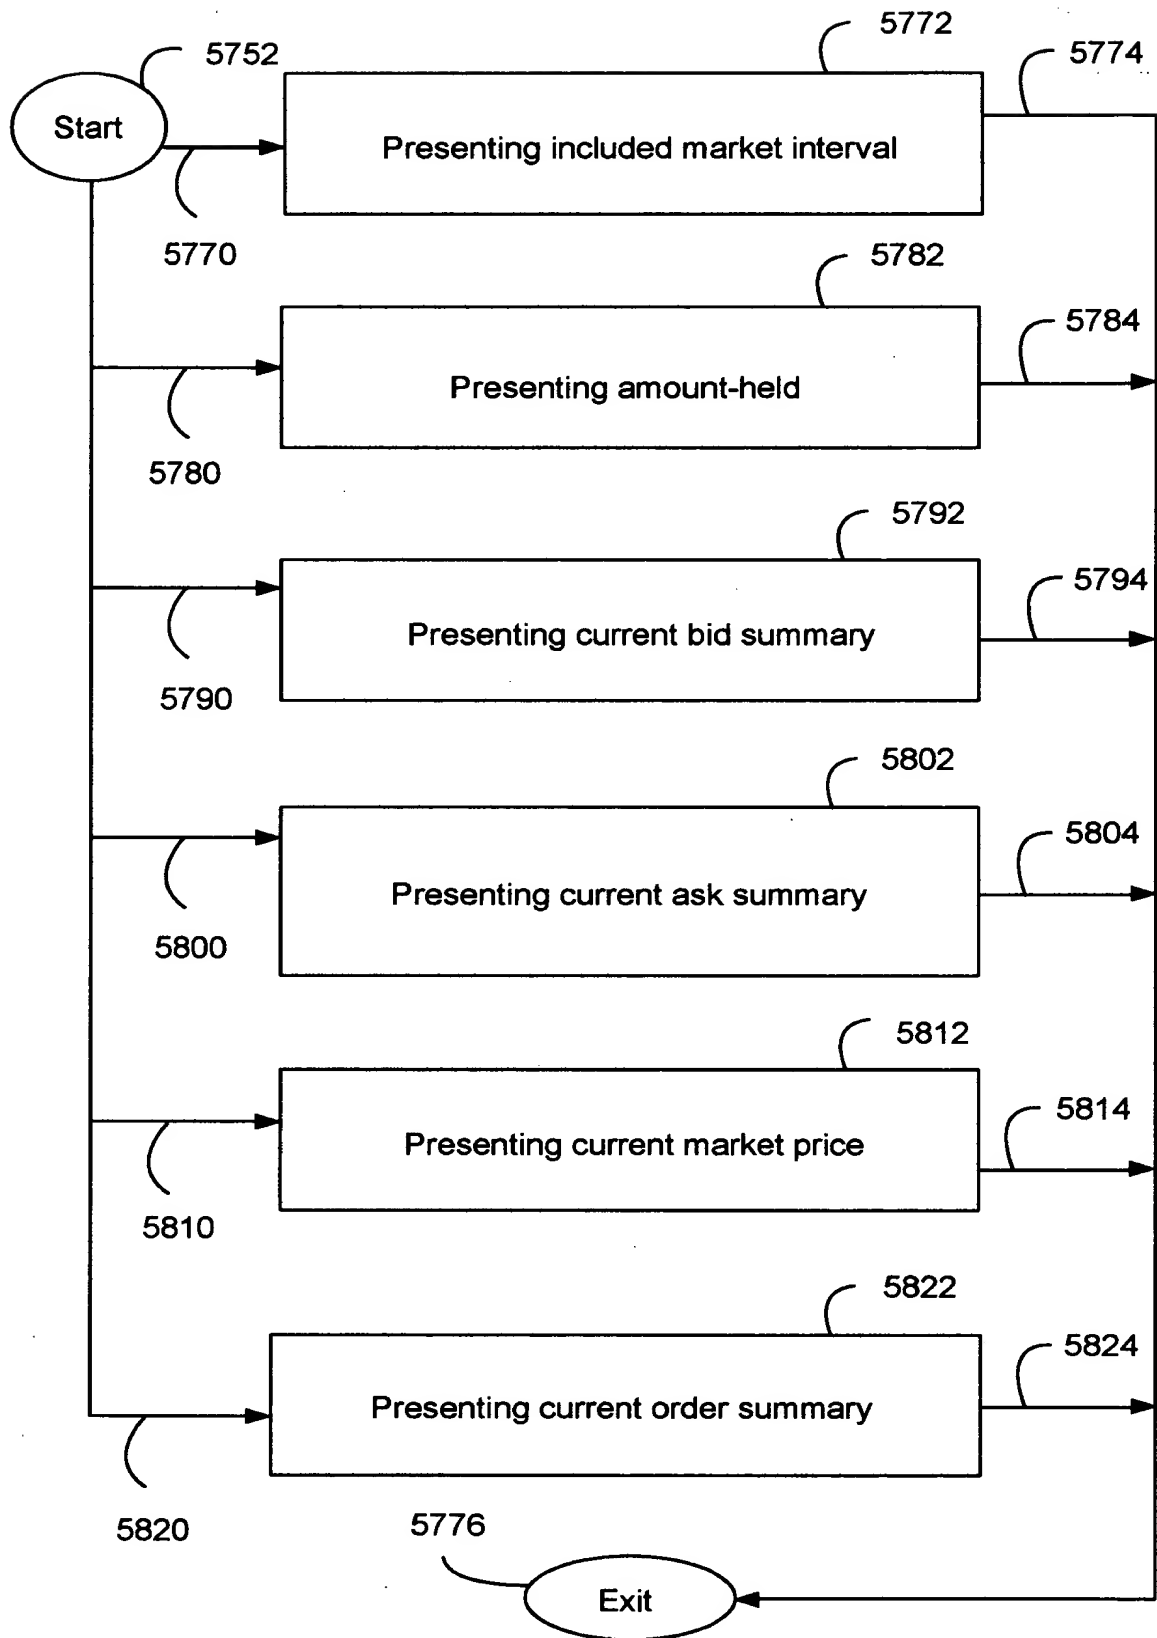 5772
5752
5774
Start
Presenting included market interval
5770
5782
5784
Presenting amount-held
5780
5792
5794
Presenting current bid summary
5790
5802
5804
Presenting current ask summary
5800
5812
5814
Presenting current market price
5810
5822
5824
Presenting current order summary
5820
5776
Exit